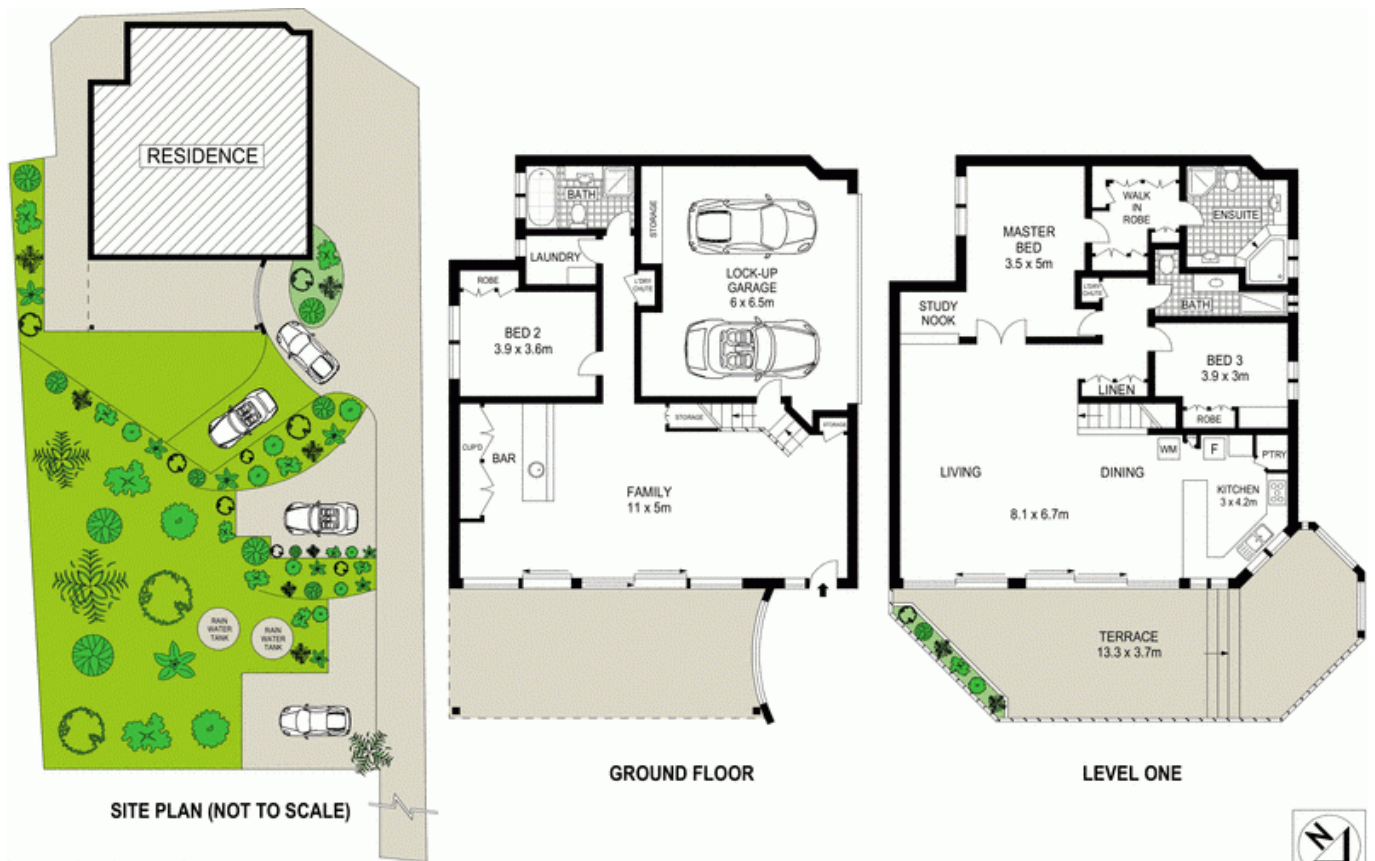 RESIDENCE
RAIN
WATER
TANK
RAIN
WATER
TANK
SITE PLAN (NOT TO SCALE)
BATH
STORAGE
LAUNDRY
ROBE
L'DRY
CHUTE
LOCK-UP
GARAGE
6 x 6.5m
BED 2
3.9 x 3.6m
STORAGE
STORAGE
CUP'D
BAR
FAMILY
11 x 5m
GROUND FLOOR
WALK
IN
ROBE
ENSUITE
MASTER
BED
3.5 x 5m
L'DRY
CHUTE
BATH
STUDY
NOOK
BED 3
3.9 x 3m
LINEN
ROBE
WM
F
P'TRY
LIVING
DINING
KITCHEN
3 x 4.2m
8.1 x 6.7m
TERRACE
13.3 x 3.7m
LEVEL ONE
N